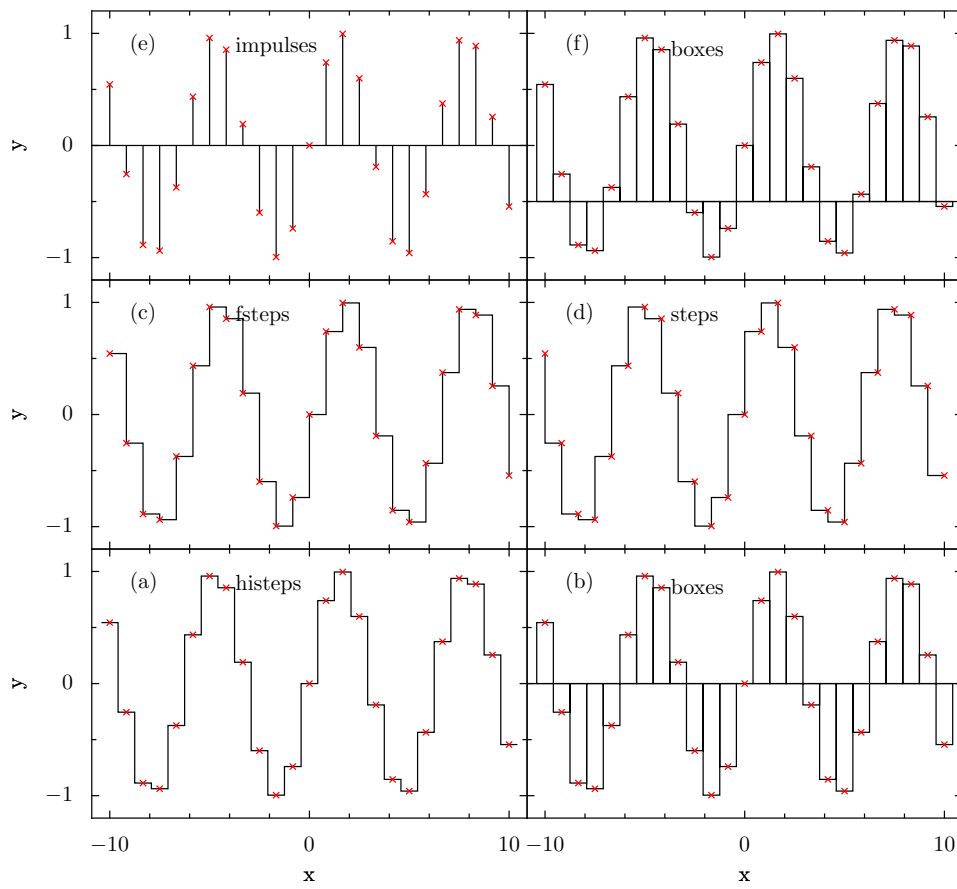 (e) impulses
(f) boxes
1
0
−1
y
(c) fsteps
(d) steps
1
0
−1
y
(a) histeps
(b) boxes
1
0
−1
y
−10 0 10
−10 0 10
x
x